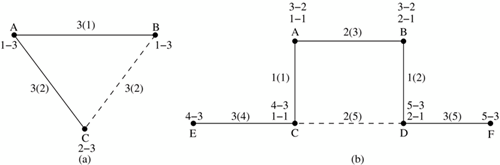 A 3(1) B
1−3 1−3
3(2) 3(2)
C
2−3
(a)
3−2 3−2
1−1 2−1
A 2(3) B
1(1) 1(2)
4−3 3(4) 4−3 2(5) 5−3 3(5) 5−3
1−1 2−1
E C D F
(b)